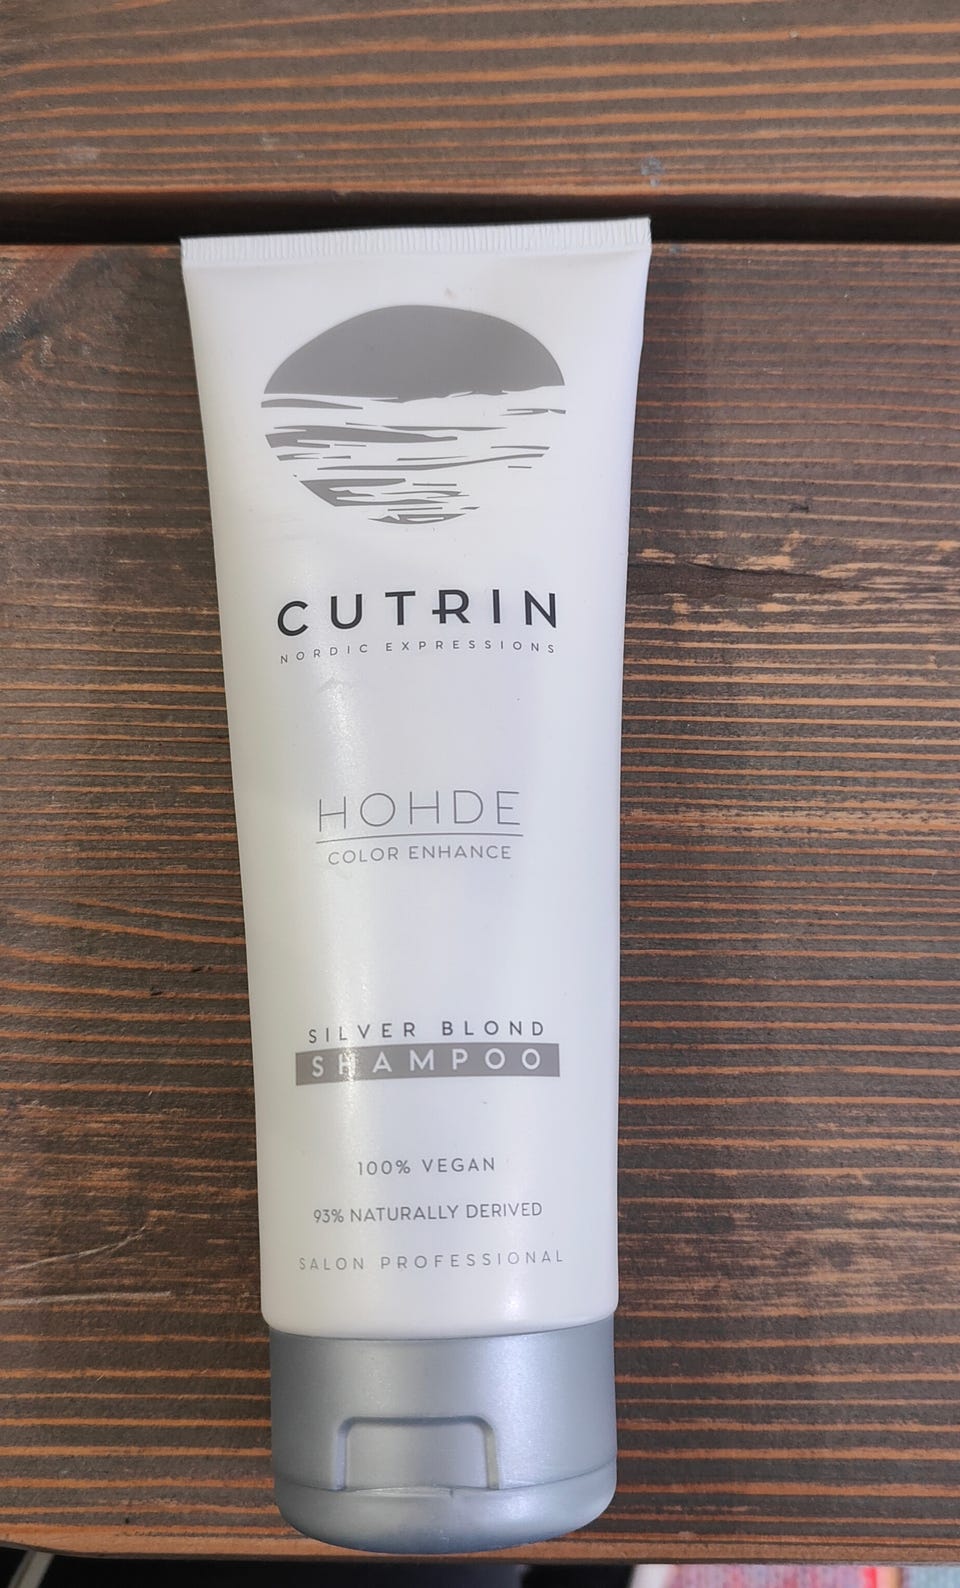 CUTRIN
NORDIC EXPRESSIONS
HOHDE
COLOR ENHANCE
SILVER BLOND
SHAMPOO
100% VEGAN
93% NATURALLY DERIVED
SALON PROFESSIONAL